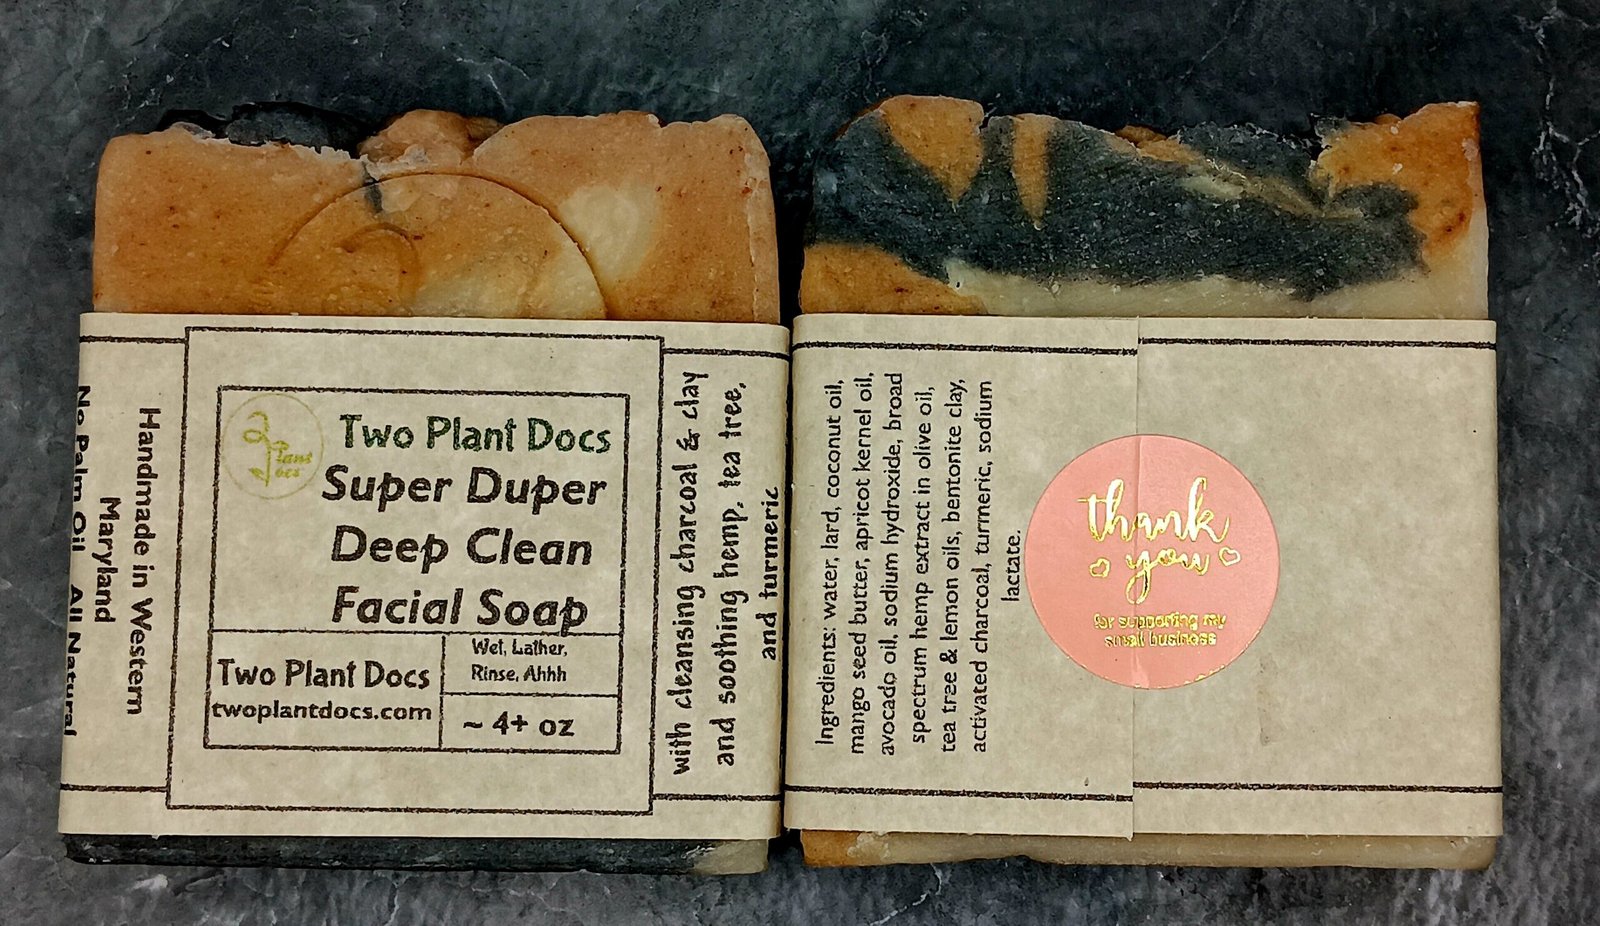 No Palm Oil All Natural
Handmade in Western
Maryland
Plant
Docs
Two Plant Docs
Super Duper
Deep Clean
Facial Soap
Two Plant Docs
twoplantdocs.com
Wet, Lather,
Rinse, Ahhh
~ 4+ oz
with cleansing charcoal & clay
and soothing hemp, tea tree,
and turmeric
Ingredients: water, lard, coconut oil,
mango seed butter, apricot kernel oil,
avocado oil, sodium hydroxide, broad
spectrum hemp extract in olive oil,
tea tree & lemon oils, bentonite clay,
activated charcoal, turmeric, sodium
lactate.
thank
you
for supporting my
small business